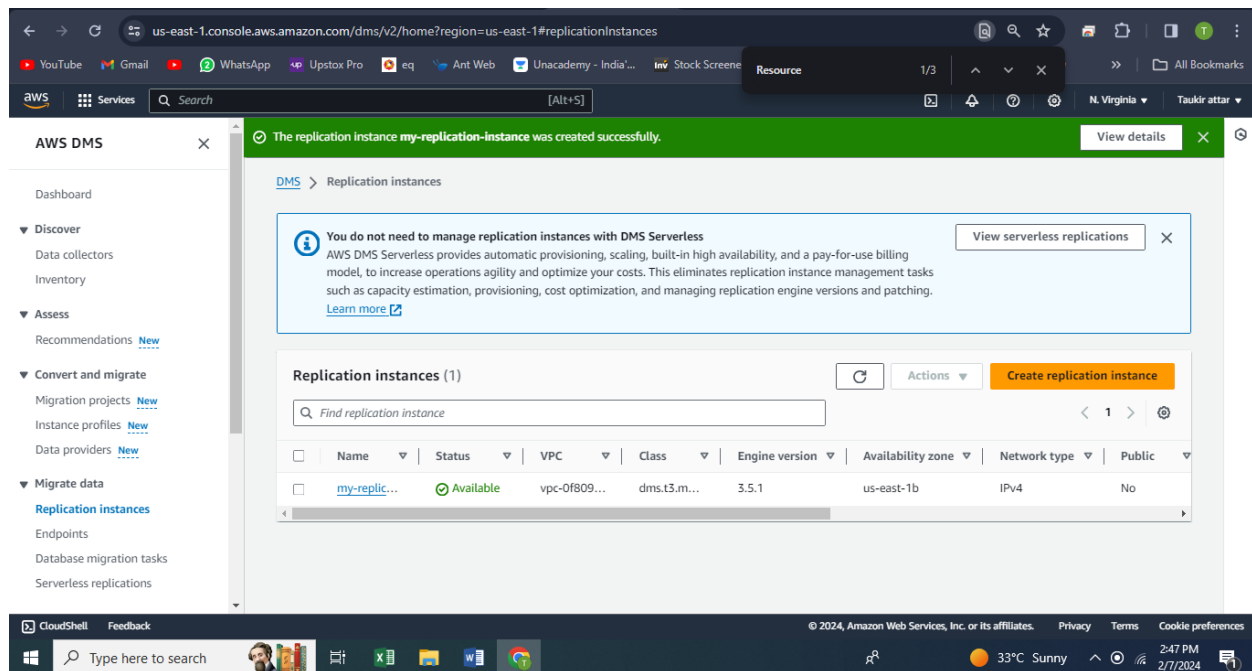 us-east-1.console.aws.amazon.com/dms/v2/home?region=us-east-1#replicationInstances
YouTube Gmail WhatsApp Upstox Pro eq Ant Web Unacademy - India'... Stock Screene » All Bookmarks
Resource 1/3
aws Services Search [Alt+S] N. Virginia Taukir attar
AWS DMS
The replication instance my-replication-instance was created successfully. View details
DMS > Replication instances
Dashboard
Discover
Data collectors
Inventory
Assess
Recommendations New
Convert and migrate
Migration projects New
Instance profiles New
Data providers New
Migrate data
Replication instances
Endpoints
Database migration tasks
Serverless replications
You do not need to manage replication instances with DMS Serverless
AWS DMS Serverless provides automatic provisioning, scaling, built-in high availability, and a pay-for-use billing
model, to increase operations agility and optimize your costs. This eliminates replication instance management tasks
such as capacity estimation, provisioning, cost optimization, and managing replication engine versions and patching.
Learn more
View serverless replications
Replication instances (1)
Actions Create replication instance
Find replication instance
1
Name Status VPC Class Engine version Availability zone Network type Public
my-replic... Available vpc-0f809... dms.t3.m... 3.5.1 us-east-1b IPv4 No
CloudShell Feedback © 2024, Amazon Web Services, Inc. or its affiliates. Privacy Terms Cookie preferences
Type here to search 33°C Sunny 2:47 PM
2/7/2024